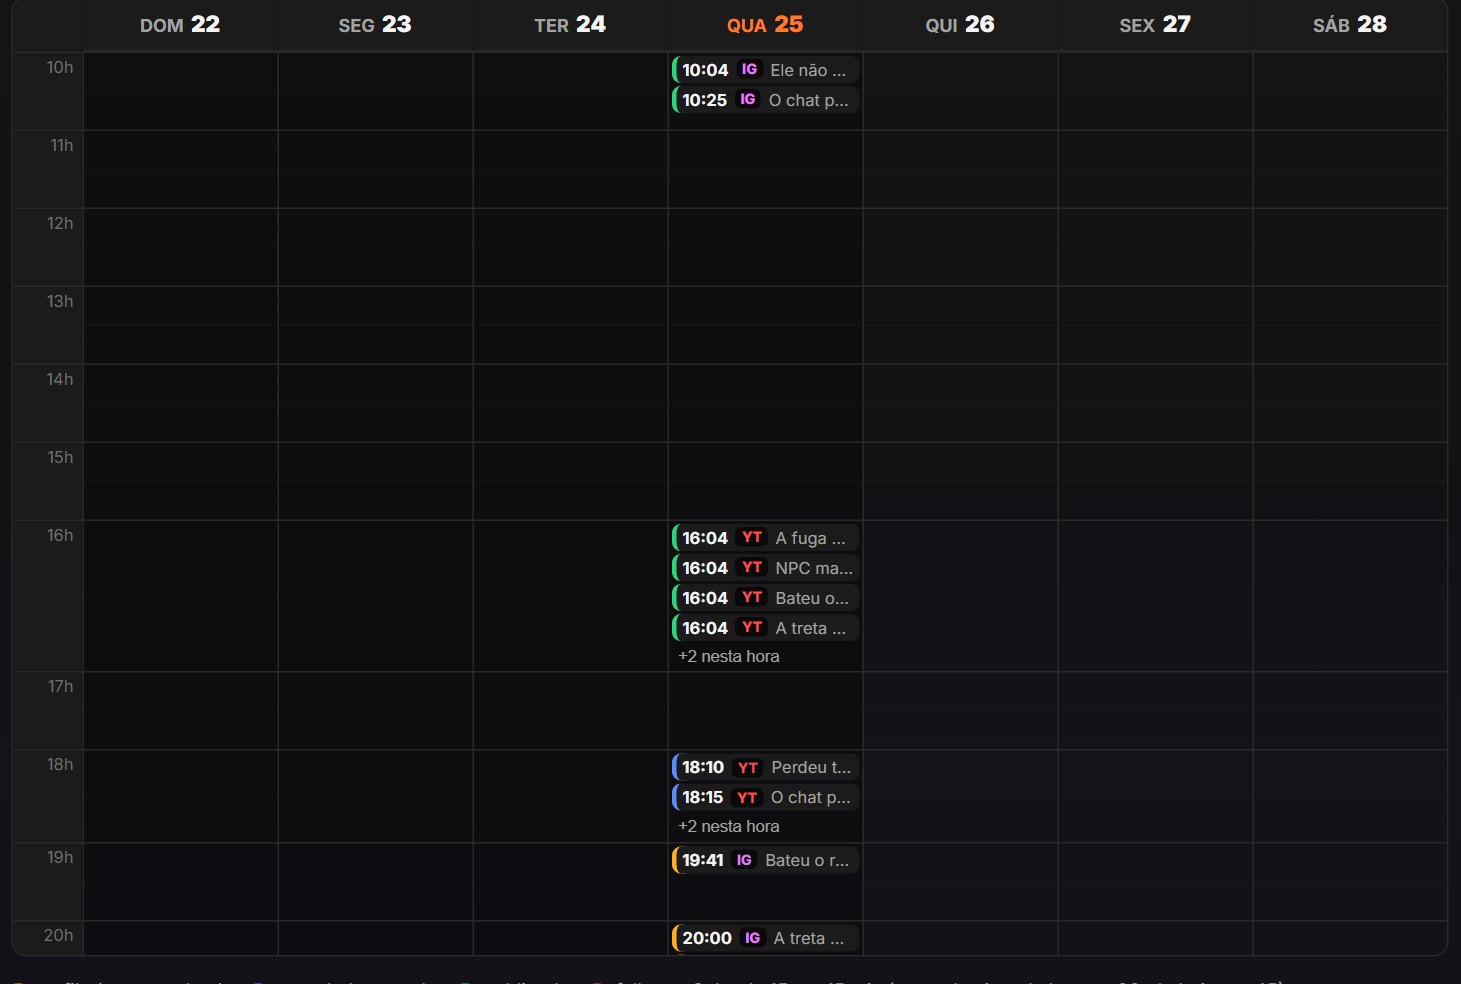 DOM 22
SEG 23
TER 24
QUA 25
QUI 26
SEX 27
SÁB 28
10h
10:04 IG Ele não ...
10:25 IG O chat p...
11h
12h
13h
14h
15h
16h
16:04 YT A fuga ...
16:04 YT NPC ma...
16:04 YT Bateu o...
16:04 YT A treta ...
+2 nesta hora
17h
18h
18:10 YT Perdeu t...
18:15 YT O chat p...
+2 nesta hora
19h
19:41 IG Bateu o r...
20h
20:00 IG A treta ...